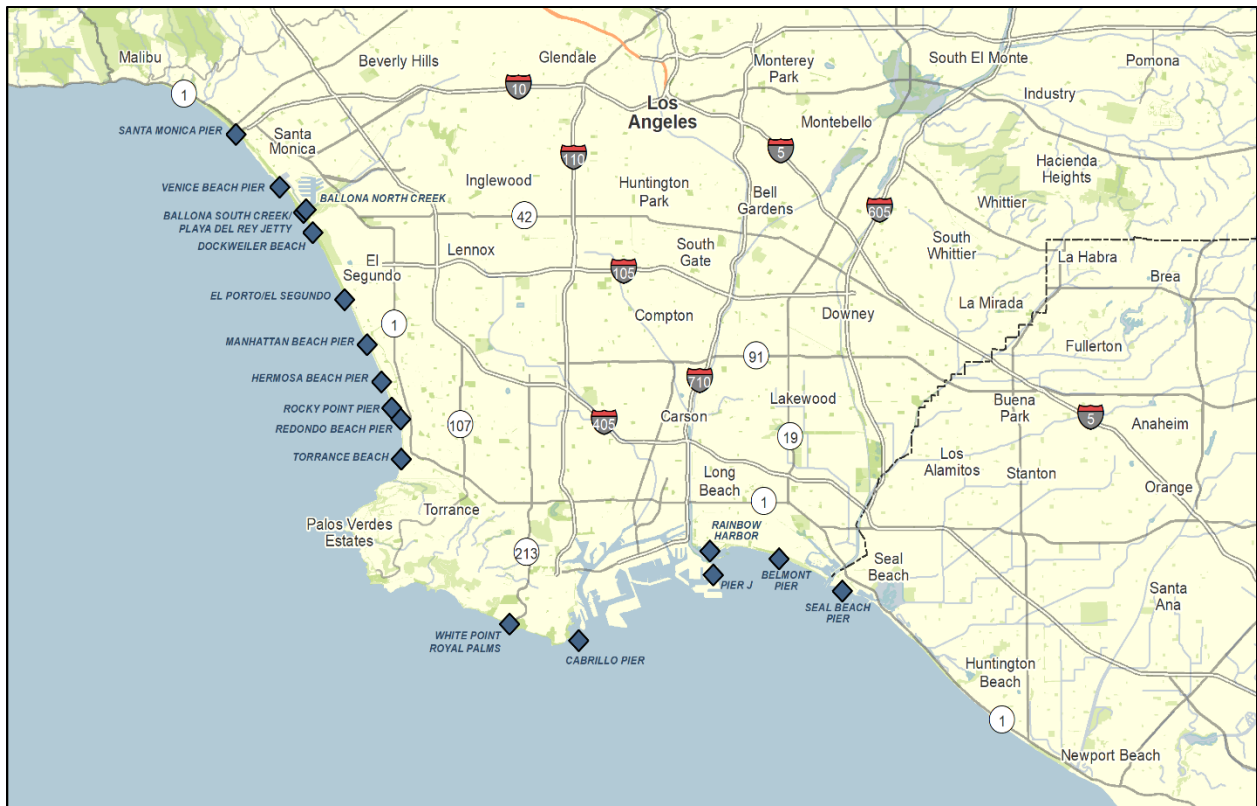 Malibu
Beverly Hills
Glendale
Monterey
Park
South El Monte
Pomona
1
10
Los
Angeles
Industry
Montebello
SANTA MONICA PIER
Santa
Monica
110
5
Hacienda
Heights
VENICE BEACH PIER
Inglewood
Huntington
Park
Bell
Gardens
605
Whittier
BALLONA NORTH CREEK
BALLONA SOUTH CREEK/
PLAYA DEL REY JETTY
42
DOCKWEILER BEACH
Lennox
South
Gate
South
Whittier
La Habra
El
Segundo
105
Brea
EL PORTO/EL SEGUNDO
La Mirada
1
Compton
Downey
MANHATTAN BEACH PIER
91
Fullerton
HERMOSA BEACH PIER
710
Lakewood
Buena
Park
ROCKY POINT PIER
REDONDO BEACH PIER
107
405
Carson
19
5
Anaheim
TORRANCE BEACH
Los
Alamitos
Stanton
Long
Beach
Orange
1
Torrance
Palos Verdes
Estates
213
RAINBOW
HARBOR
PIER J
BELMONT
PIER
Seal
Beach
SEAL BEACH
PIER
Santa
Ana
WHITE POINT
ROYAL PALMS
CABRILLO PIER
Huntington
Beach
1
Newport Beach